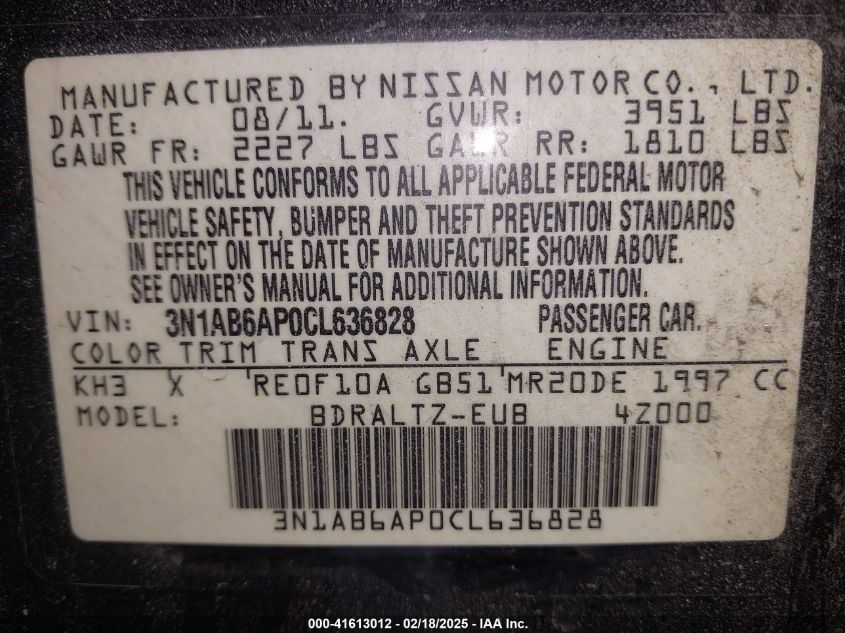 MANUFACTURED BY NISSAN MOTOR CO., LTD.
DATE: 08/11. GVWR: 3951 LBS
GAWR FR: 2227 LBS GAWR RR: 1810 LBS
THIS VEHICLE CONFORMS TO ALL APPLICABLE FEDERAL MOTOR
VEHICLE SAFETY, BUMPER AND THEFT PREVENTION STANDARDS
IN EFFECT ON THE DATE OF MANUFACTURE SHOWN ABOVE.
SEE OWNER'S MANUAL FOR ADDITIONAL INFORMATION.
VIN: 3N1AB6AP0CL636828 PASSENGER CAR.
COLOR TRIM TRANS AXLE ENGINE
KH3 X RE0F10A GB51 MR20DE 1997 CC
MODEL: BDRALTZ-EUB 4Z000
3N1AB6AP0CL636828
000-41613012 - 02/18/2025 - IAA Inc.